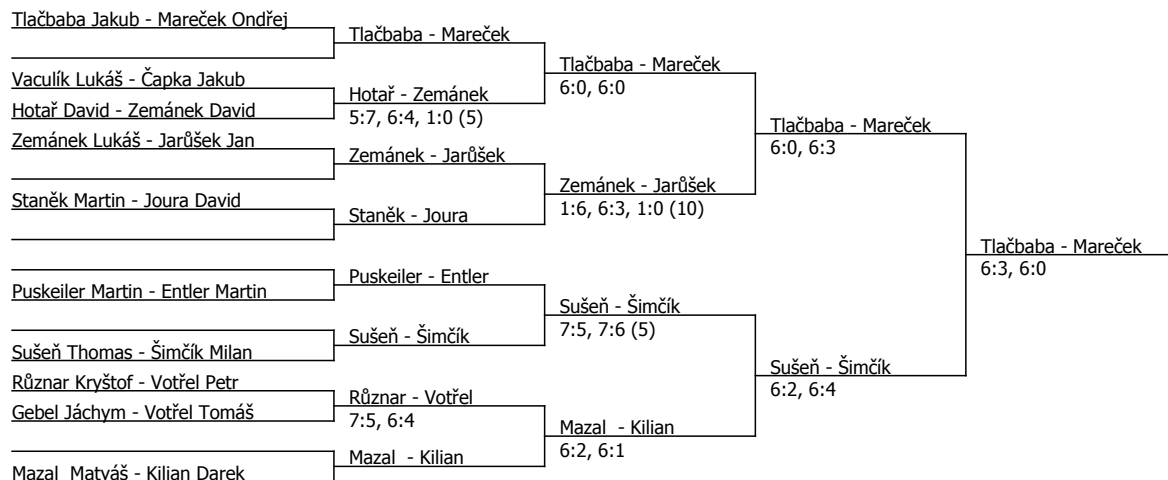 Tlačbaba Jakub - Mareček Ondřej
Vaculík Lukáš - Čapka Jakub
Hotař David - Zemánek David
Zemánek Lukáš - Jarůšek Jan
Staněk Martin - Joura David
Puskeiler Martin - Entler Martin
Sušeň Thomas - Šimčík Milan
Různar Kryštof - Votřel Petr
Gebel Jáchym - Votřel Tomáš
Mazal Matyáš - Kilian Darek
Tlačbaba - Mareček
Hotař - Zemánek
5:7, 6:4, 1:0 (5)
Zemánek - Jarůšek
Staněk - Joura
Puskeiler - Entler
Sušeň - Šimčík
Různar - Votřel
7:5, 6:4
Mazal - Kilian
Tlačbaba - Mareček
6:0, 6:0
Zemánek - Jarůšek
1:6, 6:3, 1:0 (10)
Sušeň - Šimčík
7:5, 7:6 (5)
Mazal - Kilian
6:2, 6:1
Tlačbaba - Mareček
6:0, 6:3
Sušeň - Šimčík
6:2, 6:4
Tlačbaba - Mareček
6:3, 6:0